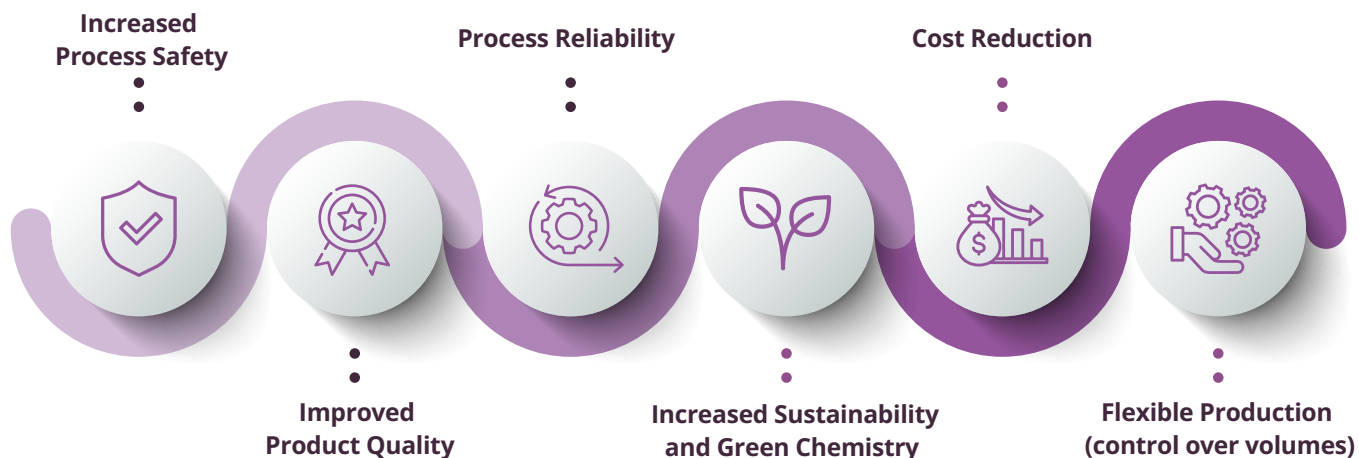 Increased
Process Safety
Improved
Product Quality
Process Reliability
Increased Sustainability
and Green Chemistry
Cost Reduction
$
Flexible Production
(control over volumes)